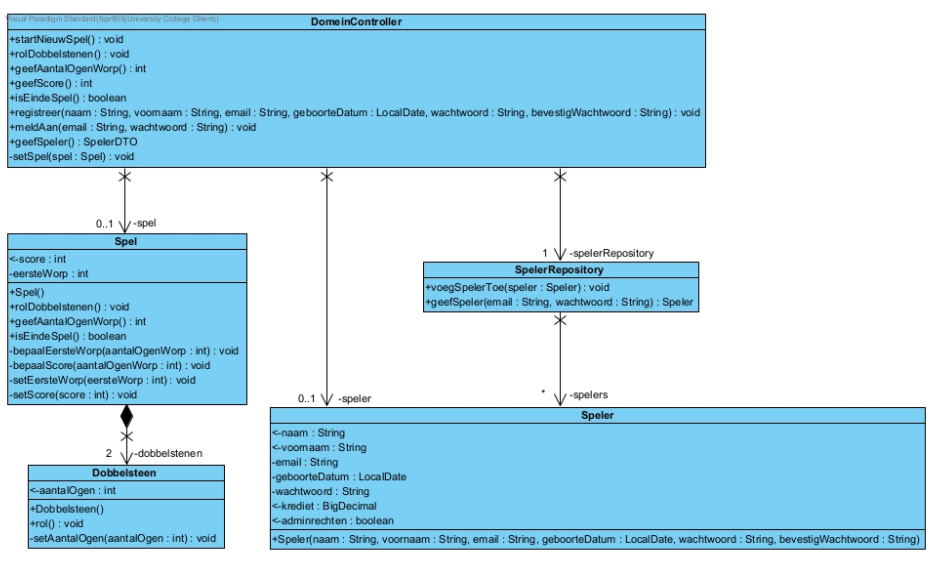 Visual Paradigm Standard(fspr805(University College Ghent))
DomeinController
+startNieuwSpel() : void
+rolDobbelstenen() : void
+geefAantalOgenWorp() : int
+geefScore() : int
+isEindeSpel() : boolean
+registreer(naam : String, voornaam : String, email : String, geboorteDatum : LocalDate, wachtwoord : String, bevestigWachtwoord : String) : void
+meldAan(email : String, wachtwoord : String) : void
+geefSpeler() : SpelerDTO
-setSpel(spel : Spel) : void
0..1 -spel
1 -spelerRepository
Spel
<-score : int
-eersteWorp : int
+Spel()
+rolDobbelstenen() : void
+geefAantalOgenWorp() : int
+isEindeSpel() : boolean
-bepaalEersteWorp(aantalOgenWorp : int) : void
-bepaalScore(aantalOgenWorp : int) : void
-setEersteWorp(eersteWorp : int) : void
-setScore(score : int) : void
SpelerRepository
+voegSpelerToe(speler : Speler) : void
+geefSpeler(email : String, wachtwoord : String) : Speler
0..1 -speler
* -spelers
2 -dobbelstenen
Dobbelsteen
<-aantalOgen : int
+Dobbelsteen()
+rol() : void
-setAantalOgen(aantalOgen : int) : void
Speler
<-naam : String
<-voornaam : String
-email : String
-geboorteDatum : LocalDate
-wachtwoord : String
<-krediet : BigDecimal
<-adminrechten : boolean
+Speler(naam : String, voornaam : String, email : String, geboorteDatum : LocalDate, wachtwoord : String, bevestigWachtwoord : String)